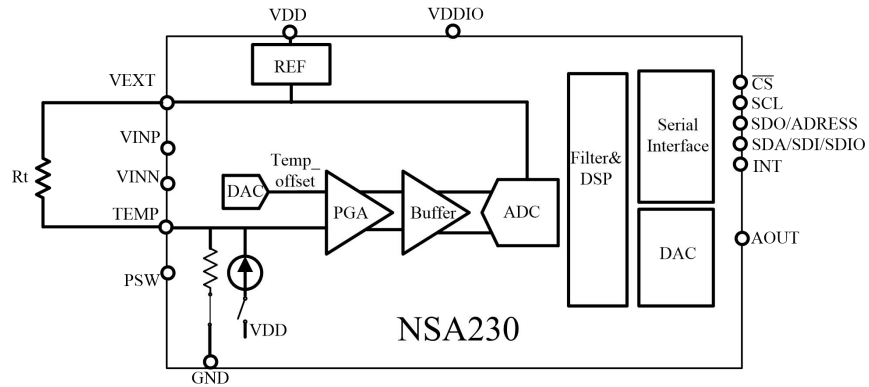 VDD
VDDIO
REF
VEXT
CS
SCL
VINP
SDO/ADRESS
Serial
Interface
SDA/SDI/SDIO
Temp_
offset
Filter&
DSP
INT
Rt
VINN
DAC
PGA
Buffer
ADC
TEMP
AOUT
DAC
PSW
VDD
NSA230
GND